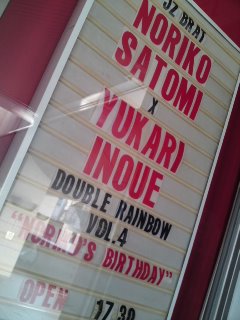 JZ BRAT
NORIKO
SATOMI
X
YUKARI
INOUE
DOUBLE RAINBOW
VOL.4
"NORIKO'S BIRTHDAY"
OPEN 17.30